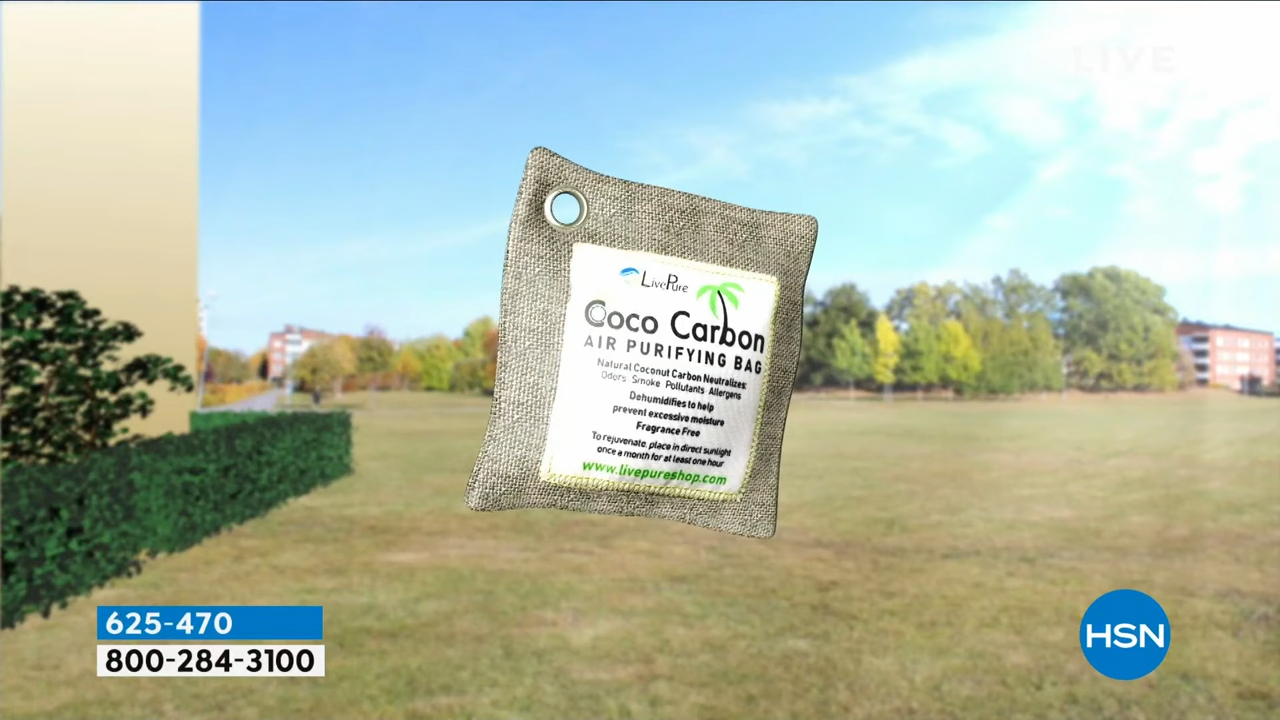 LIVE
LivePure
Coco Carbon
AIR PURIFYING BAG
Natural Coconut Carbon Neutralizes:
Odors Smoke Pollutants Allergens
Dehumidifies to help
prevent excessive moisture
Fragrance Free
To rejuvenate, place in direct sunlight
once a month for at least one hour
www.livepureshop.com
625-470
800-284-3100
HSN